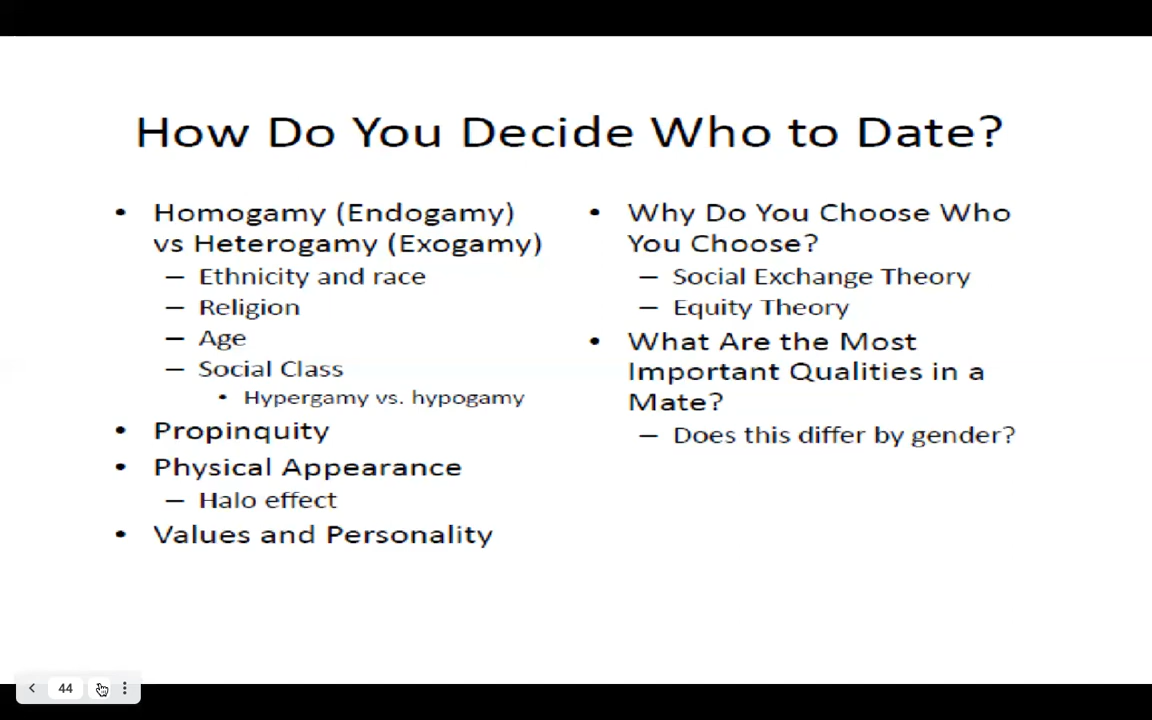 How Do You Decide Who to Date?
• Homogamy (Endogamy)
vs Heterogamy (Exogamy)
– Ethnicity and race
– Religion
– Age
– Social Class
• Hypergamy vs. hypogamy
• Propinquity
• Physical Appearance
– Halo effect
• Values and Personality
• Why Do You Choose Who
You Choose?
– Social Exchange Theory
– Equity Theory
• What Are the Most
Important Qualities in a
Mate?
– Does this differ by gender?
44